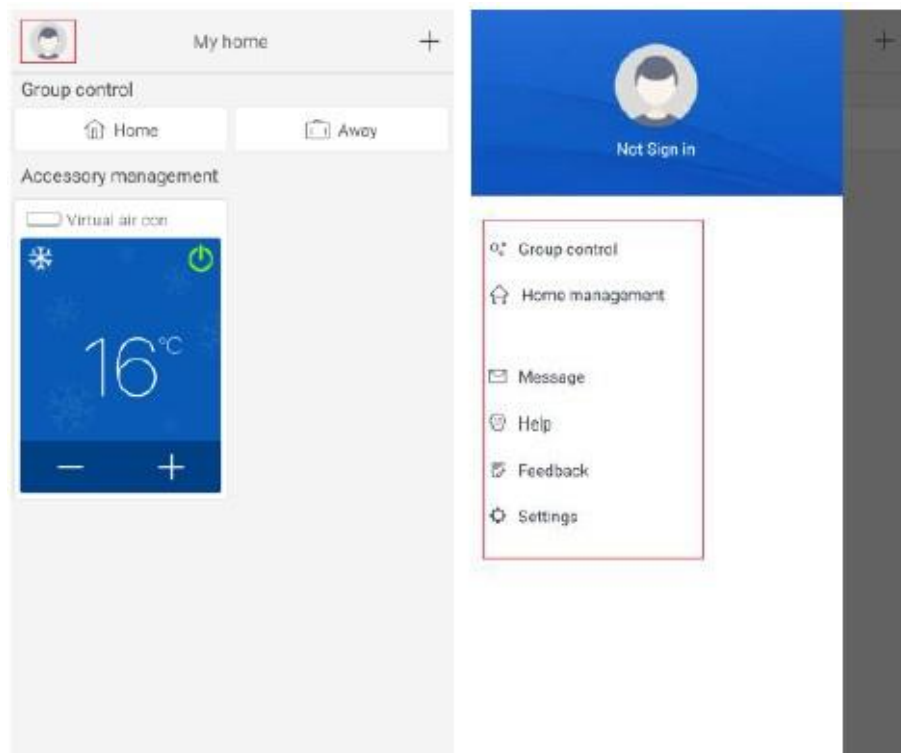 My home
Group control
Home
Away
Accessory management
Virtual air con
16°C
Not Sign in
Group control
Home management
Message
Help
Feedback
Settings